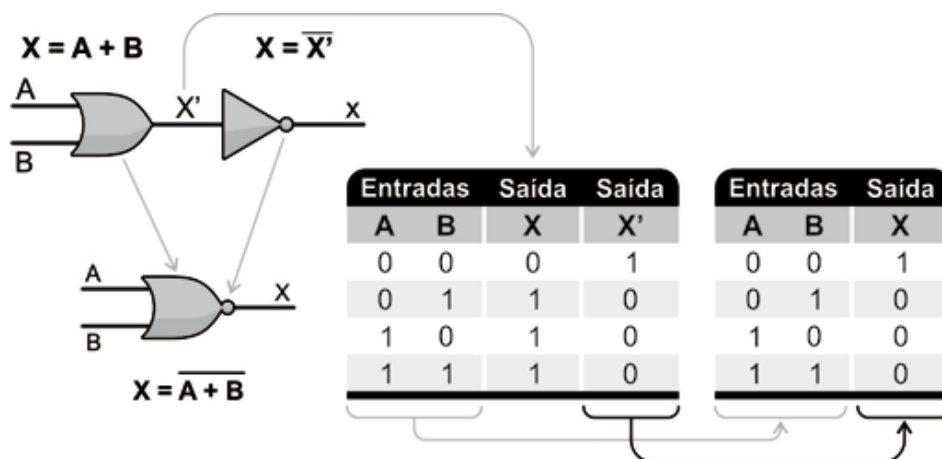 X = A + B
X = X̅'̅
A
X'
x
B
A
X
B
X = A̅ ̅+̅ ̅B̅
Entradas Saída Saída
A B X X'
0 0 0 1
0 1 1 0
1 0 1 0
1 1 1 0
Entradas Saída
A B X
0 0 1
0 1 0
1 0 0
1 1 0